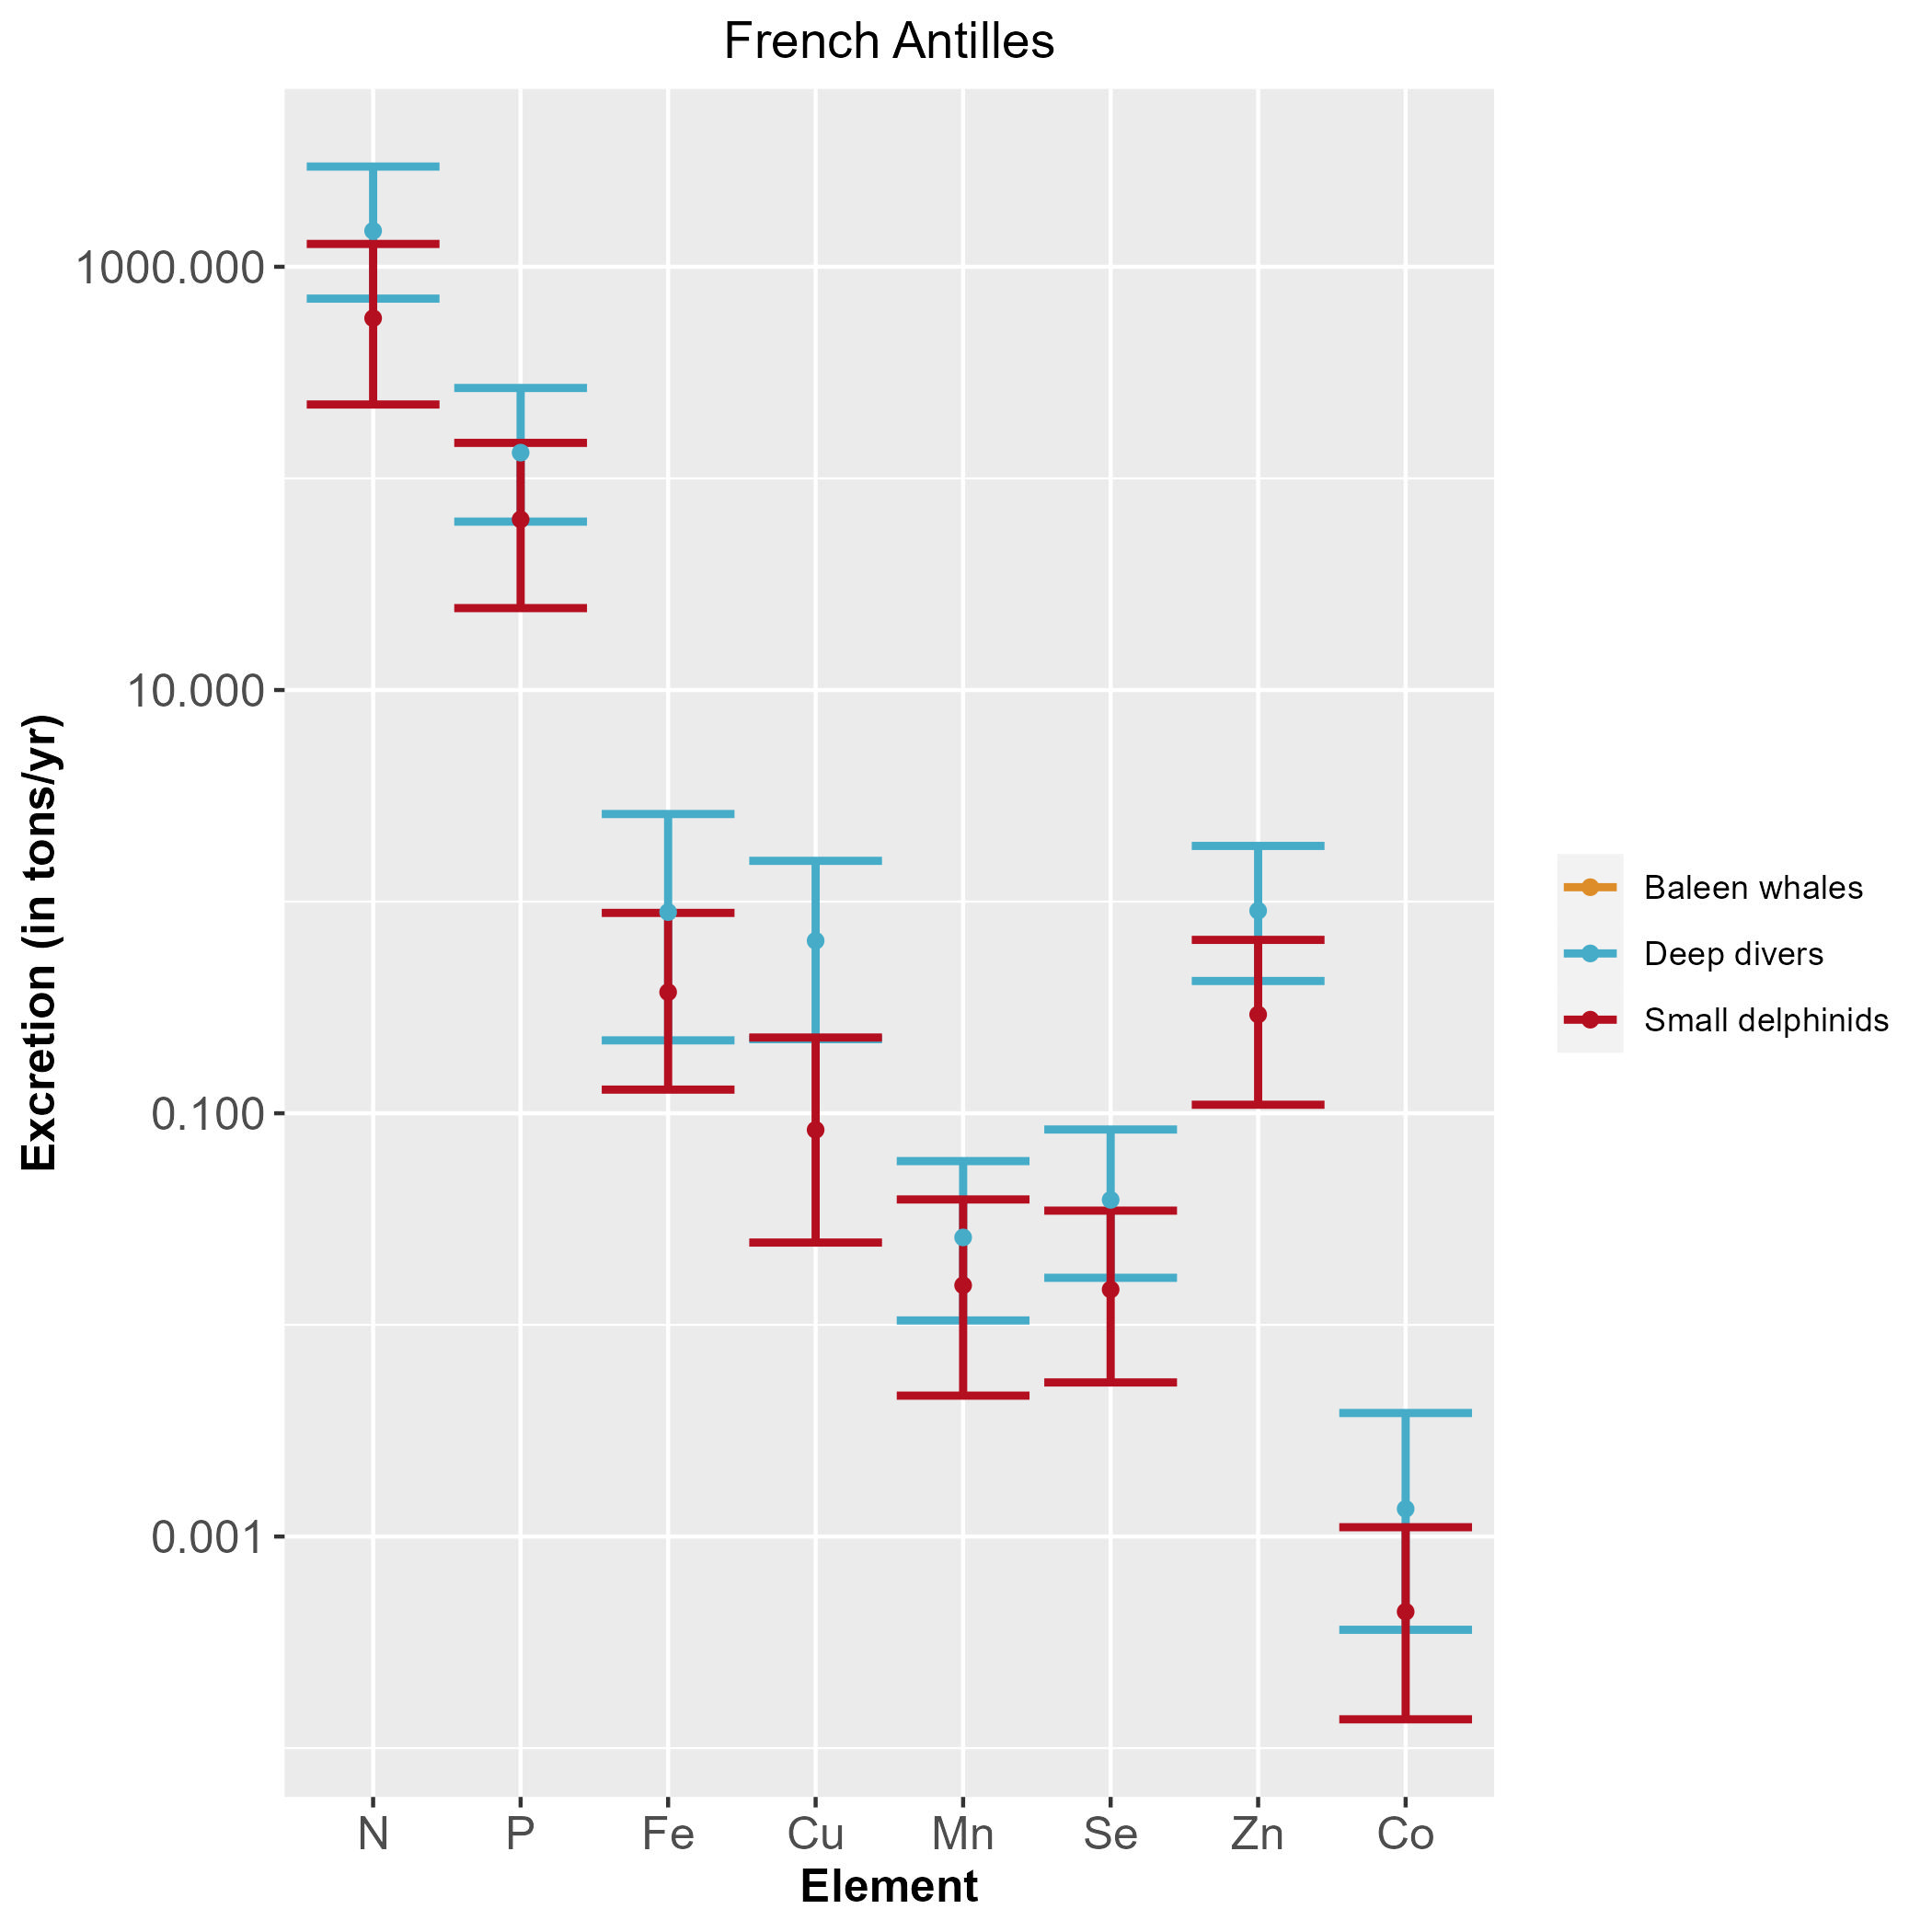 French Antilles
Excretion (in tons/yr)
1000.000
10.000
0.100
0.001
N P Fe Cu Mn Se Zn Co
Element
Baleen whales
Deep divers
Small delphinids